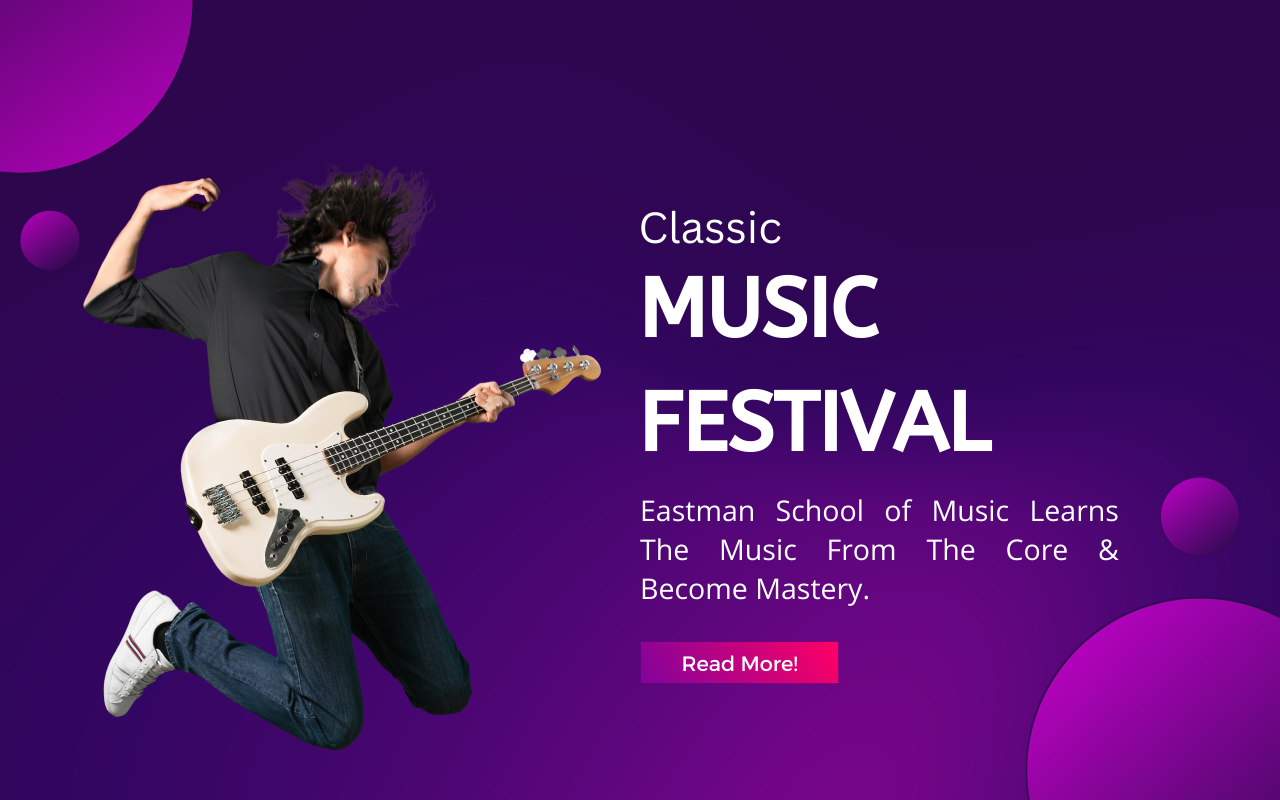 Classic
MUSIC
FESTIVAL
Eastman School of Music Learns
The Music From The Core &
Become Mastery.
Read More!